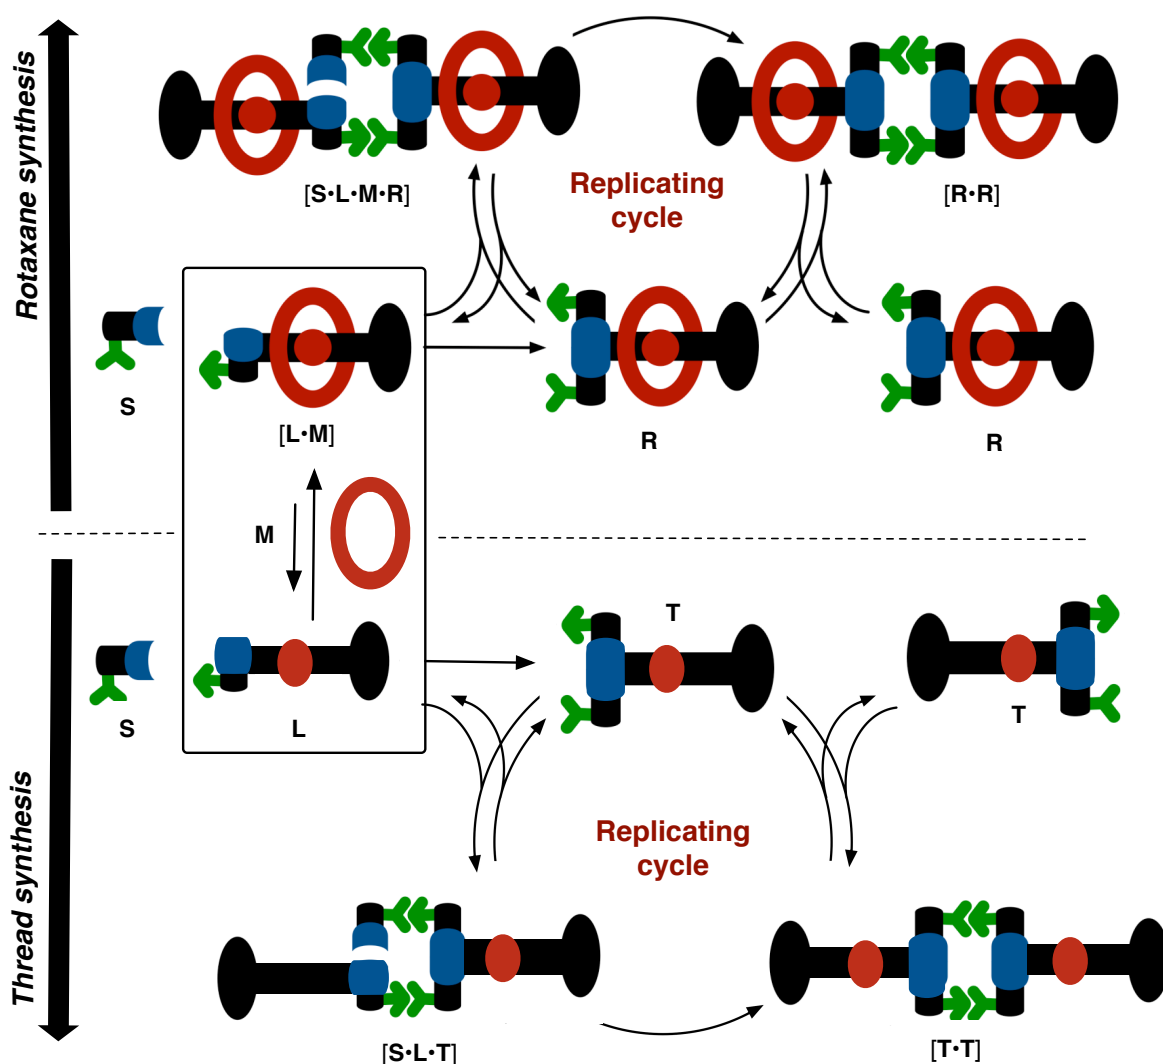 Rotaxane synthesis
[S·L·M·R]
Replicating
cycle
[R·R]
S
[L·M]
R
R
M
Thread synthesis
S
L
T
T
Replicating
cycle
[S·L·T]
[T·T]